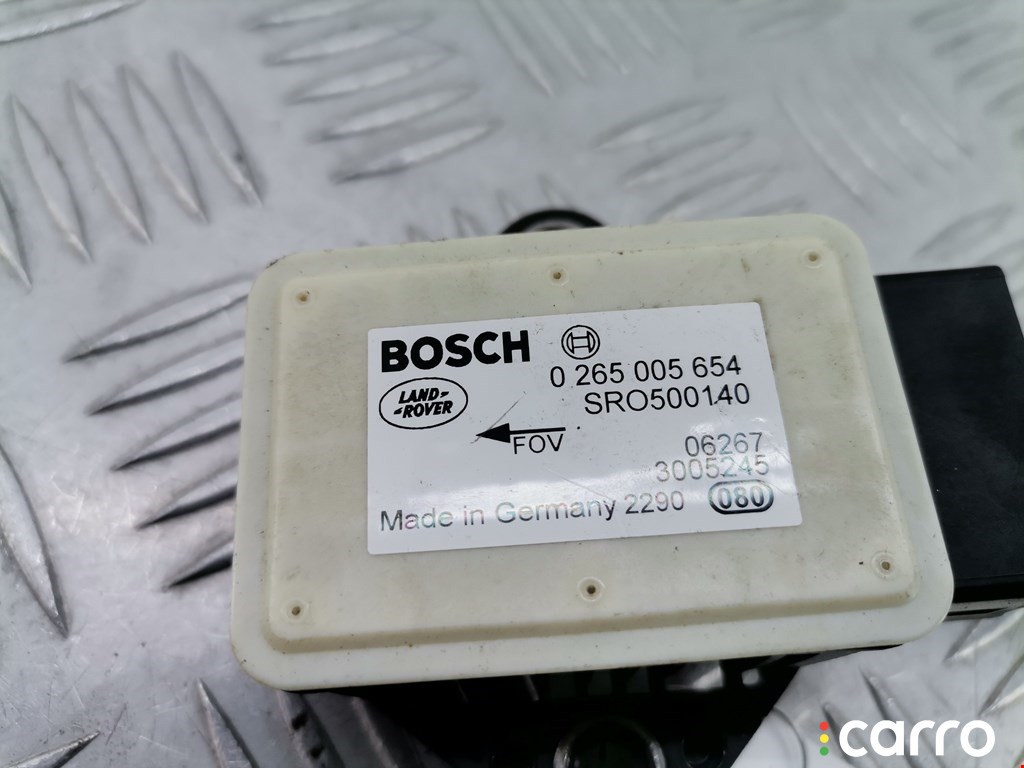 BOSCH
0 265 005 654
SRO500140
LAND-
-ROVER
FOV
06267
3005245
Made in Germany 2290 080
carro